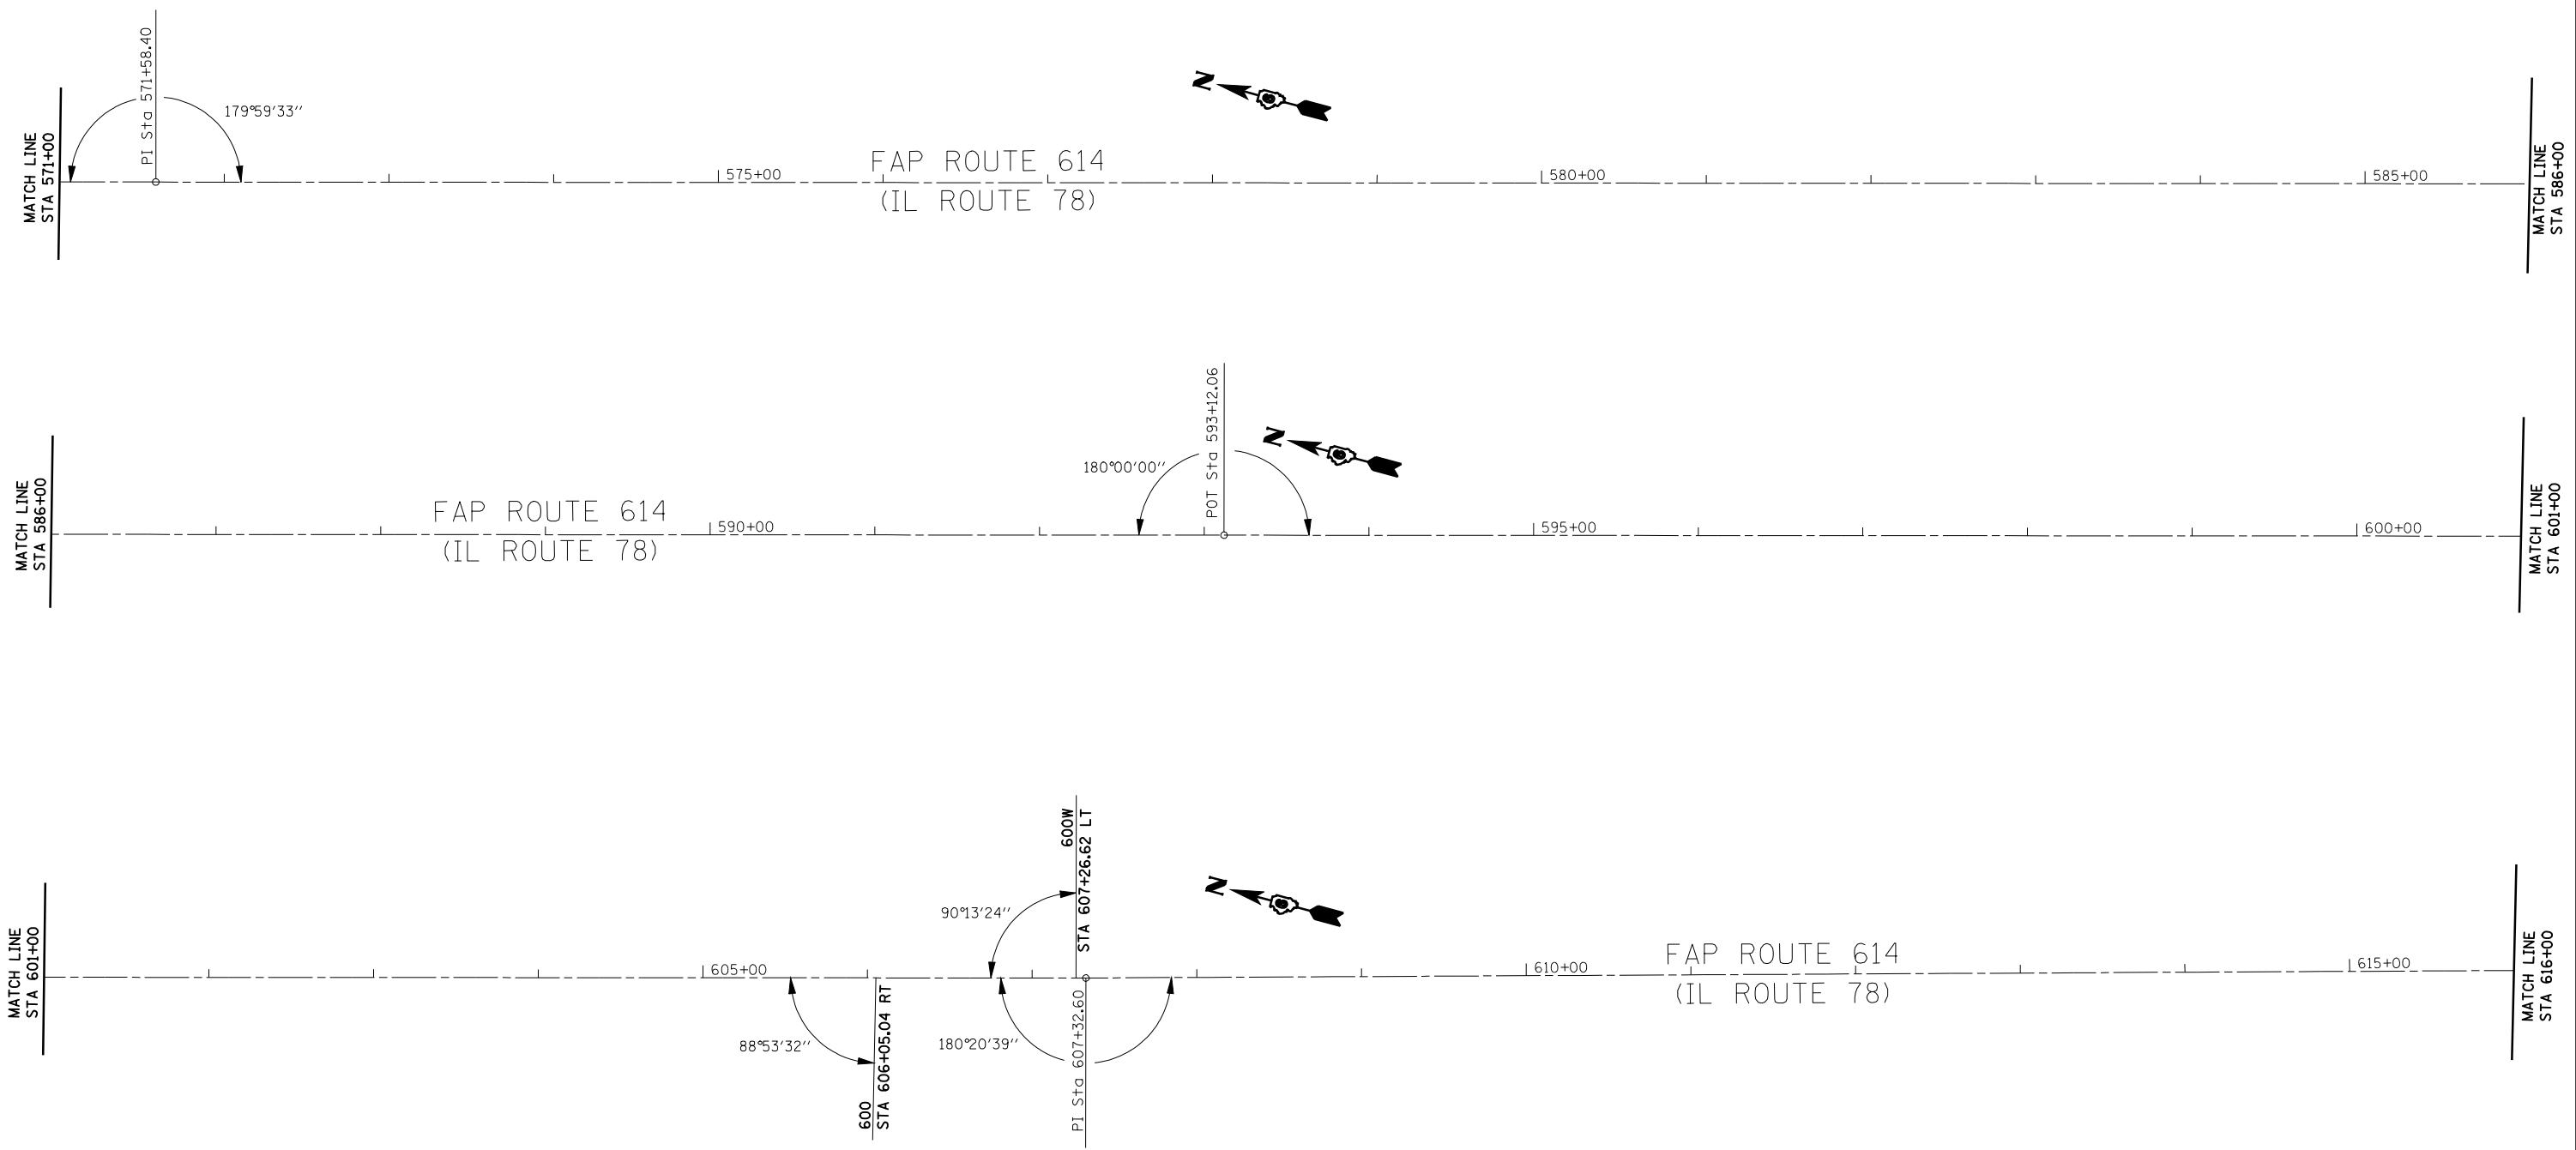 MATCH LINE
STA 571+00
PI Sta 571+58.40
179°59'33''
575+00
FAP ROUTE 614
(IL ROUTE 78)
N
580+00
585+00
MATCH LINE
STA 586+00
MATCH LINE
STA 586+00
FAP ROUTE 614
(IL ROUTE 78)
590+00
180°00'00''
POT Sta 593+12.06
N
595+00
600+00
MATCH LINE
STA 601+00
MATCH LINE
STA 601+00
605+00
88°53'32''
600
STA 606+05.04 RT
90°13'24''
600W
STA 607+26.62 LT
180°20'39''
PI Sta 607+32.60
N
610+00
FAP ROUTE 614
(IL ROUTE 78)
615+00
MATCH LINE
STA 616+00